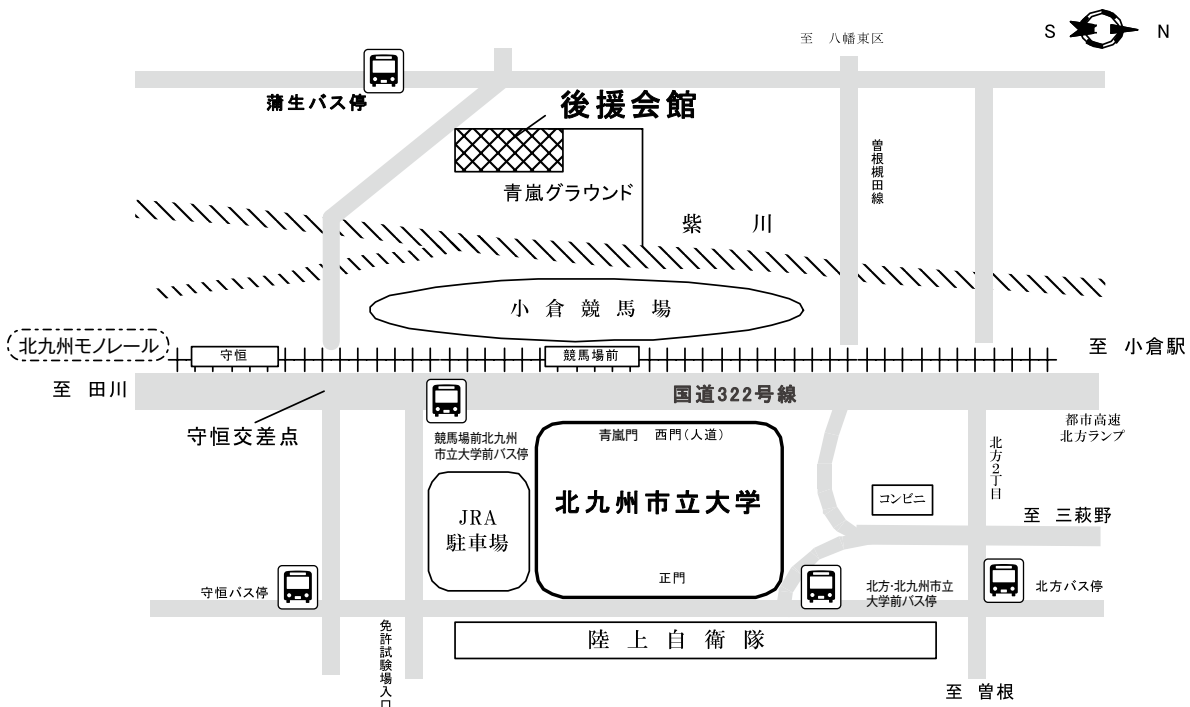 S N
至 八幡東区
蒲生バス停
後援会館
青嵐グラウンド
曽根槻田線
紫川
小倉競馬場
北九州モノレール
守恒
競馬場前
至 小倉駅
至 田川
国道322号線
守恒交差点
都市高速
北方ランプ
競馬場前北九州
市立大学前バス停
青嵐門 西門(人道)
北九州市立大学
正門
JRA
駐車場
北方2丁目
コンビニ
至 三萩野
守恒バス停
北方・北九州市立
大学前バス停
北方バス停
免許試験場入口
陸上自衛隊
至 曽根